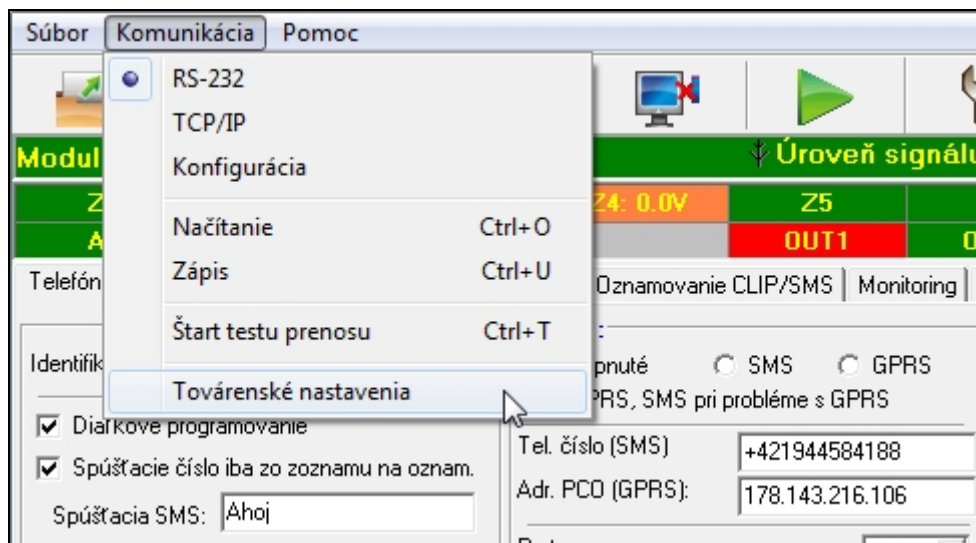 Súbor Komunikácia Pomoc
RS-232
TCP/IP
Konfigurácia
Načítanie Ctrl+O
Zápis Ctrl+U
Štart testu prenosu Ctrl+T
Továrenské nastavenia
Modul Úroveň signálu
Z4: 0.0V Z5
OUT1
Telefón Oznamovanie CLIP/SMS Monitoring
Identifik
pnuté SMS GPRS
PRS, SMS pri probléme s GPRS
Diaľkové programovanie
Spúšťacie číslo iba zo zoznamu na oznam.
Spúšťacia SMS: Ahoj
Tel. číslo (SMS) +421944584188
Adr. PCO (GPRS): 178.143.216.106